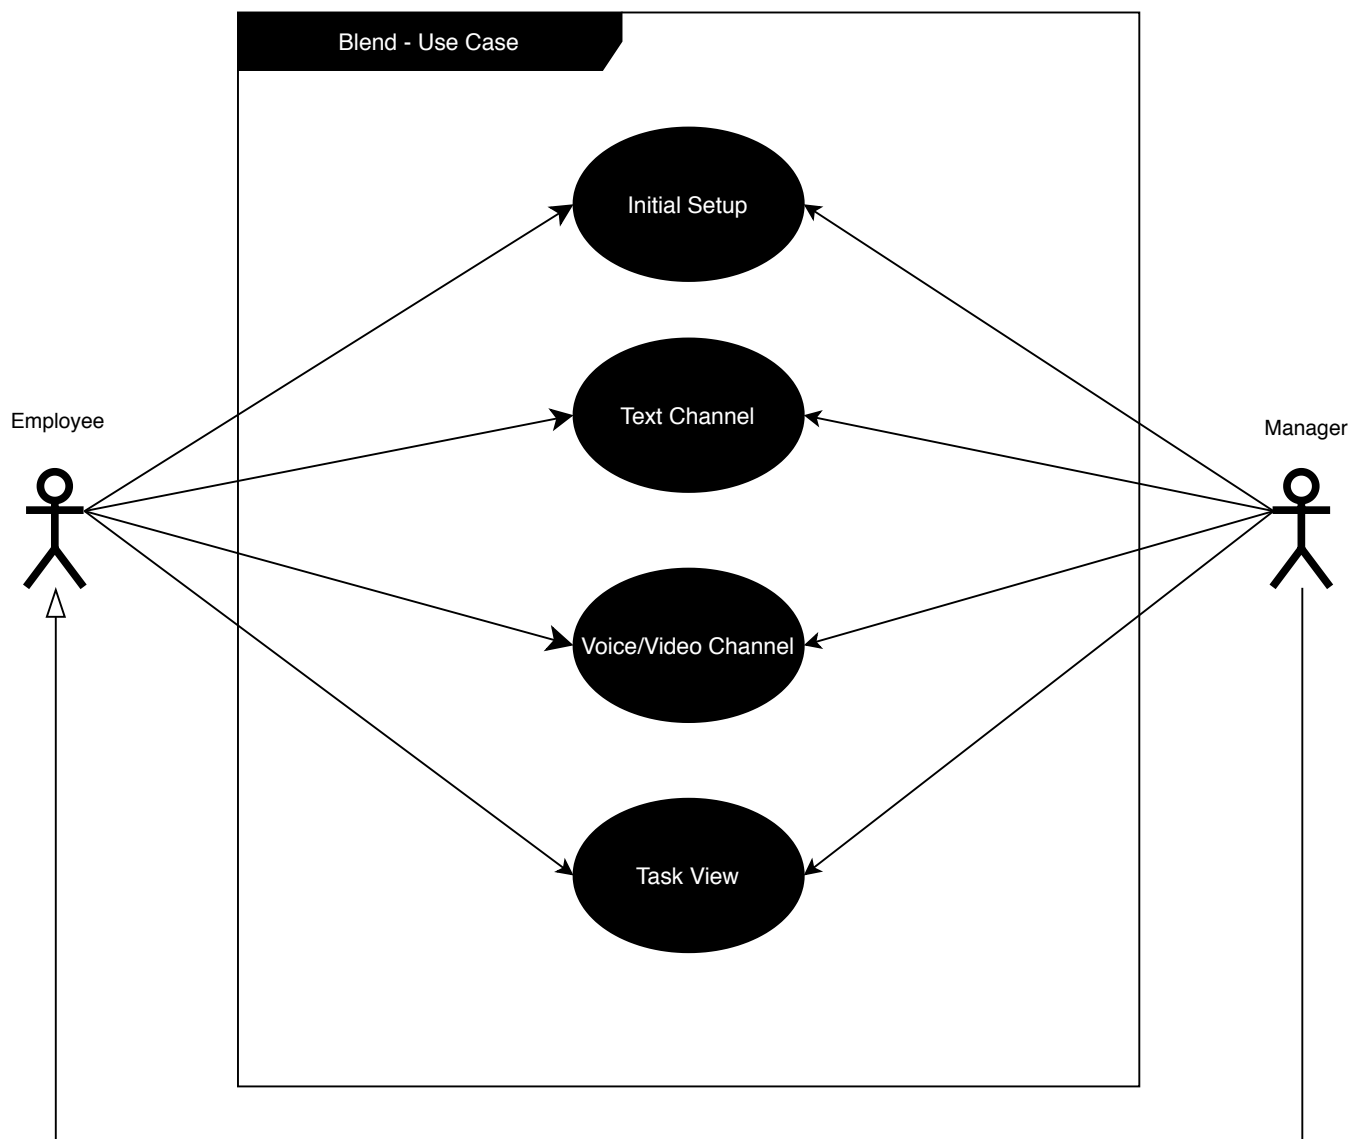 Blend - Use Case
Initial Setup
Text Channel
Employee
Manager
Voice/Video Channel
Task View